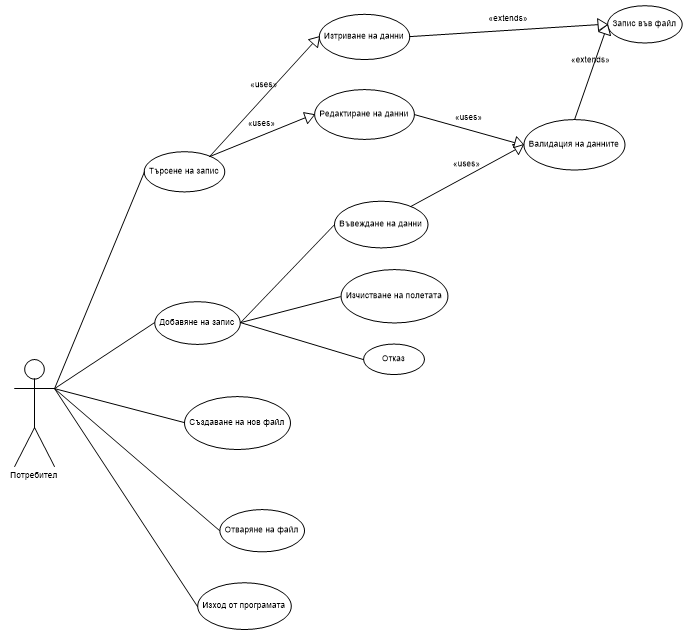 «extends»
Запис във файл
Изтриване на данни
«extends»
«uses»
Редактиране на данни
«uses»
«uses»
Валидация на данните
«uses»
Търсене на запис
Въвеждане на данни
Изчистване на полетата
Добавяне на запис
Отказ
Създаване на нов файл
Потребител
Отваряне на файл
Изход от програмата